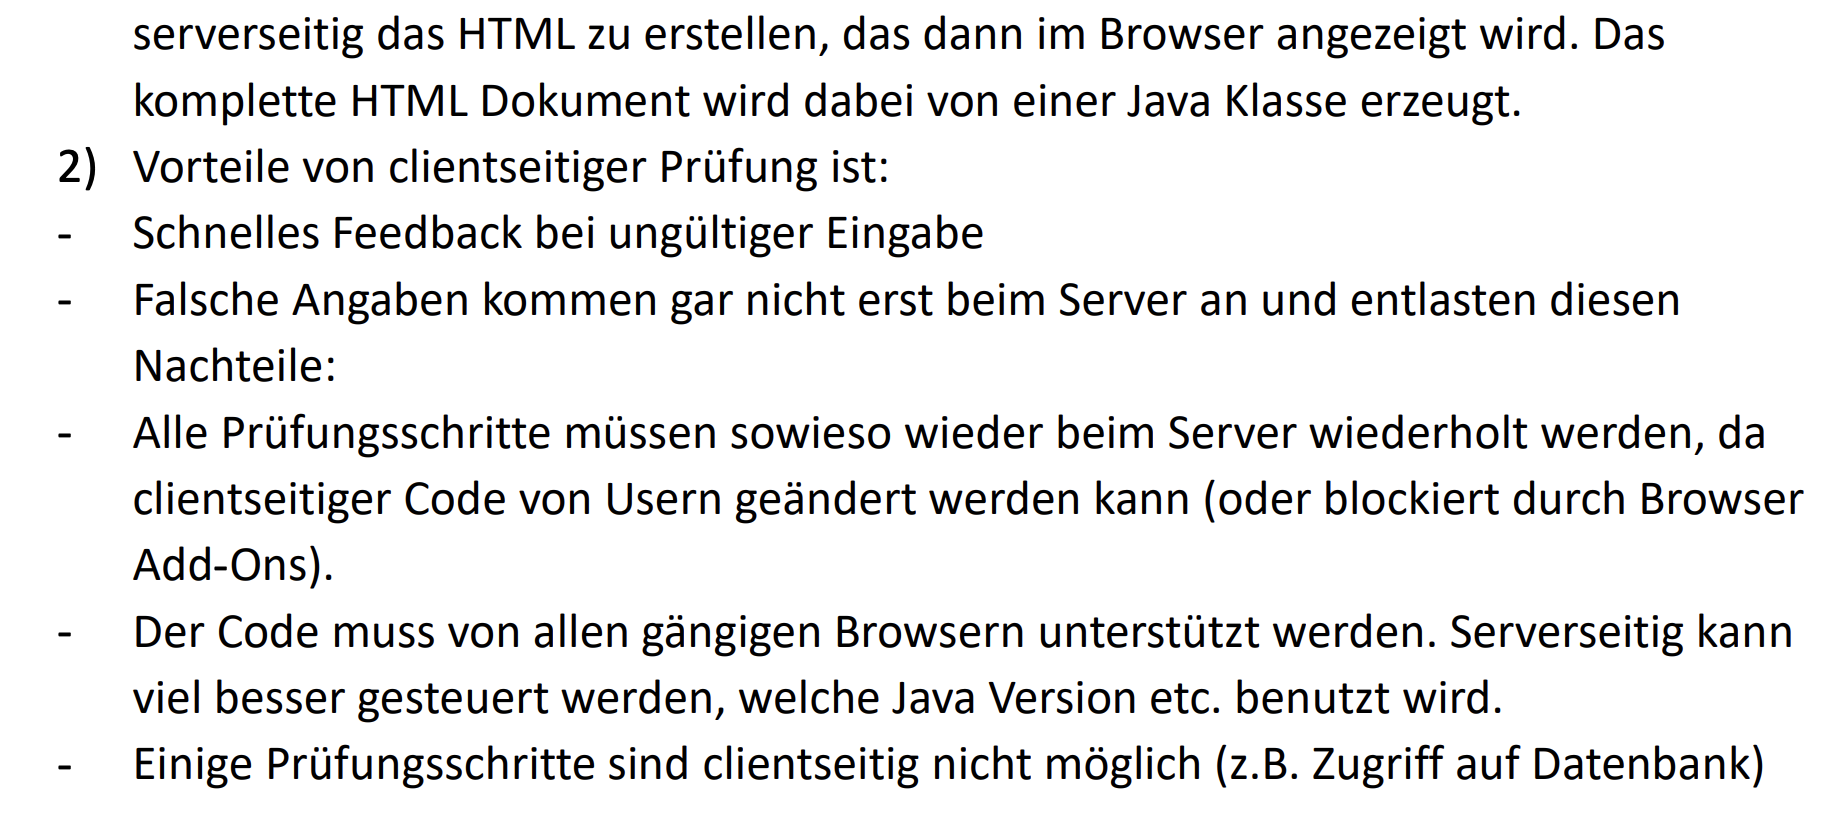 serverseitig das HTML zu erstellen, das dann im Browser angezeigt wird. Das
komplette HTML Dokument wird dabei von einer Java Klasse erzeugt.
2) Vorteile von clientseitiger Prüfung ist:
- Schnelles Feedback bei ungültiger Eingabe
- Falsche Angaben kommen gar nicht erst beim Server an und entlasten diesen
Nachteile:
- Alle Prüfungsschritte müssen sowieso wieder beim Server wiederholt werden, da
clientseitiger Code von Usern geändert werden kann (oder blockiert durch Browser
Add-Ons).
- Der Code muss von allen gängigen Browsern unterstützt werden. Serverseitig kann
viel besser gesteuert werden, welche Java Version etc. benutzt wird.
- Einige Prüfungsschritte sind clientseitig nicht möglich (z.B. Zugriff auf Datenbank)